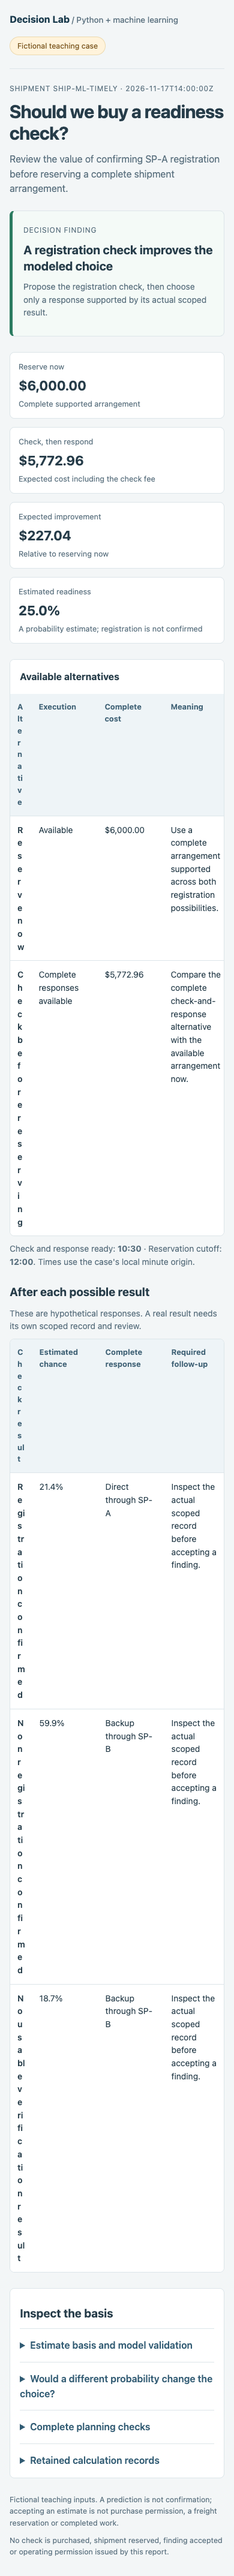 Decision Lab / Python + machine learning
Fictional teaching case
SHIPMENT SHIP-ML-TIMELY · 2026-11-17T14:00:00Z
Should we buy a readiness
check?
Review the value of confirming SP-A registration
before reserving a complete shipment
arrangement.
DECISION FINDING
A registration check improves the
modeled choice
Propose the registration check, then choose
only a response supported by its actual scoped
result.
Reserve now
$6,000.00
Complete supported arrangement
Check, then respond
$5,772.96
Expected cost including the check fee
Expected improvement
$227.04
Relative to reserving now
Estimated readiness
25.0%
A probability estimate; registration is not confirmed
Available alternatives
Alternative Execution Complete cost Meaning
Reserve now Available $6,000.00 Use a complete arrangement supported across both registration possibilities.
Check before reserving Complete responses available $5,772.96 Compare the complete check-and-response alternative with the available arrangement now.
Check and response ready: 10:30 · Reservation cutoff:
12:00. Times use the case's local minute origin.
After each possible result
These are hypothetical responses. A real result needs
its own scoped record and review.
Check result Estimated chance Complete response Required follow-up
Registration confirmed 21.4% Direct through SP-A Inspect the actual scoped record before accepting a finding.
Nonregistration confirmed 59.9% Backup through SP-B Inspect the actual scoped record before accepting a finding.
No usable verification result 18.7% Backup through SP-B Inspect the actual scoped record before accepting a finding.
Inspect the basis
Estimate basis and model validation
Would a different probability change the
choice?
Complete planning checks
Retained calculation records
Fictional teaching inputs. A prediction is not confirmation;
accepting an estimate is not purchase permission, a freight
reservation or completed work.
No check is purchased, shipment reserved, finding accepted
or operating permission issued by this report.